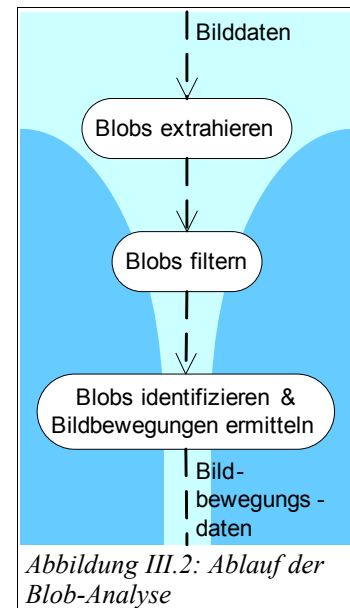 Bilddaten
Blobs extrahieren
Blobs filtern
Blobs identifizieren &
Bildbewegungen ermitteln
Bild-
bewegungs -
daten
Abbildung III.2: Ablauf der
Blob-Analyse